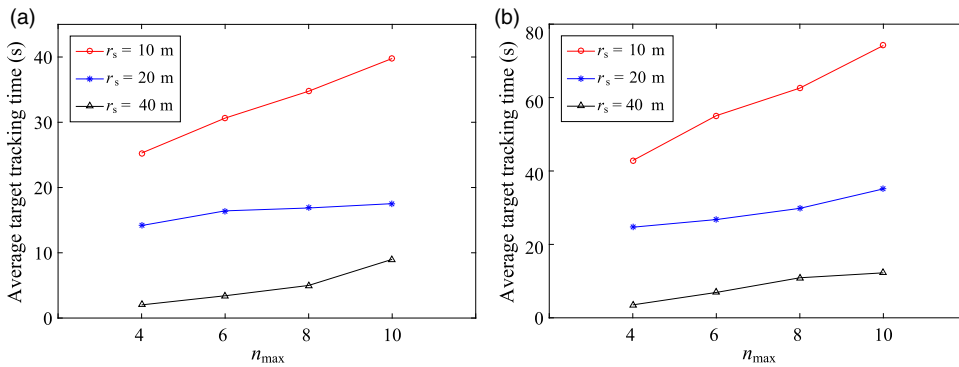 (a)
Average target tracking time (s)
40
30
20
10
0
r_s = 10 m
r_s = 20 m
r_s = 40 m
4 6 8 10
n_max
(b)
Average target tracking time (s)
80
60
40
20
0
r_s = 10 m
r_s = 20 m
r_s = 40 m
4 6 8 10
n_max